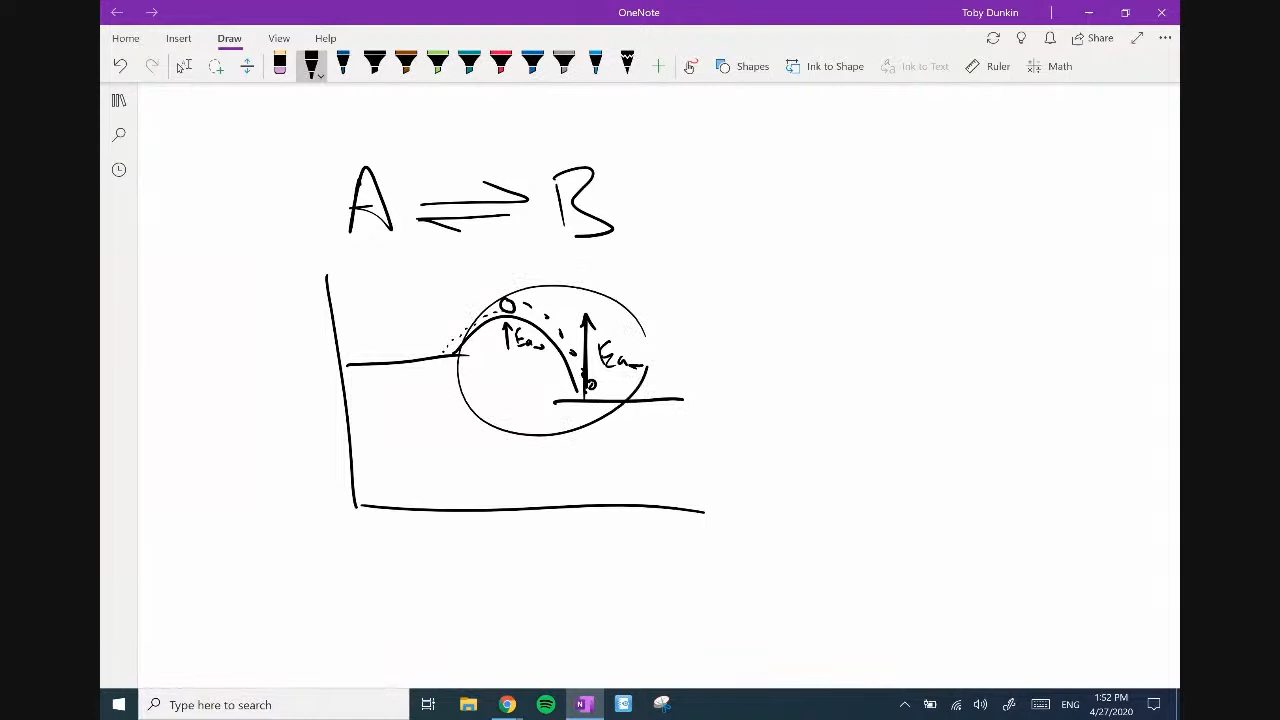 OneNote
Toby Dunkin
Home Insert Draw View Help
Share
Shapes Ink to Shape Ink to Text Ruler Math
A ⇌ B
Ea
Ea
Type here to search
ENG
1:52 PM
4/27/2020